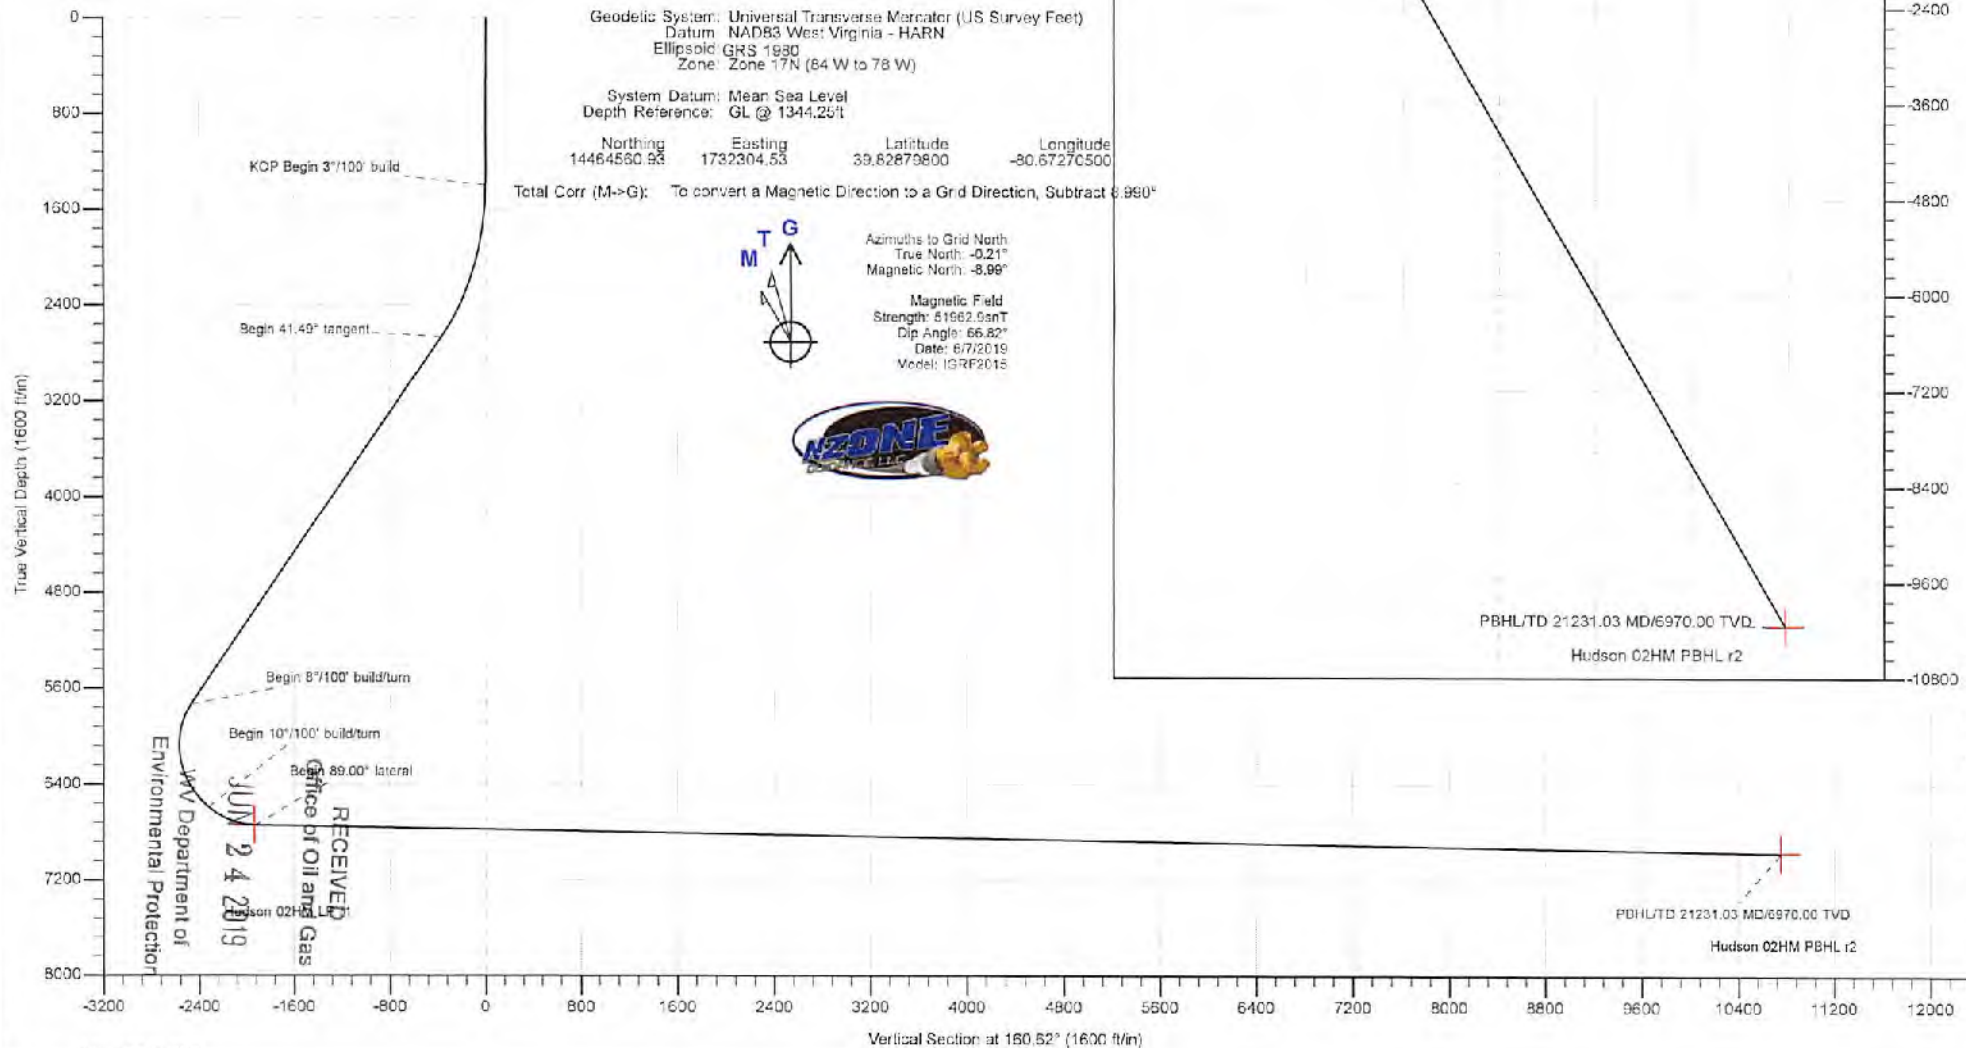 Geodetic System: Universal Transverse Mercator (US Survey Feet)
Datum: NAD83 West Virginia - HARN
Ellipsoid: GRS 1980
Zone: Zone 17N (84 W to 78 W)
System Datum: Mean Sea Level
Depth Reference: GL @ 1344.25ft
Northing Easting Latitude Longitude
14464560.93 1732304.53 39.82879800 -80.67270500
Total Corr (M->G): To convert a Magnetic Direction to a Grid Direction, Subtract 8.990°
M T G
Azimuths to Grid North
True North: -0.21°
Magnetic North: -8.99°
Magnetic Field
Strength: 51962.9snT
Dip Angle: 66.82°
Date: 6/7/2019
Model: IGRF2015
NZONE
GUIDANCE LLC
True Vertical Depth (1600 ft/in)
0
800
1600
2400
3200
4000
4800
5600
6400
7200
8000
KOP Begin 3°/100' build
Begin 41.49° tangent
Begin 8°/100' build/turn
Begin 10°/100' build/turn
Begin 89.00° lateral
Hudson 02HM LP r1
RECEIVED
Office of Oil and Gas
JUN 24 2019
WV Department of
Environmental Protection
-2400
-3600
-4800
-6000
-7200
-8400
-9600
-10800
PBHL/TD 21231.03 MD/6970.00 TVD
Hudson 02HM PBHL r2
PBHL/TD 21231.03 MD/6970.00 TVD
Hudson 02HM PBHL r2
-3200 -2400 -1600 -800 0 800 1600 2400 3200 4000 4800 5600 6400 7200 8000 8800 9600 10400 11200 12000
Vertical Section at 160.52° (1600 ft/in)